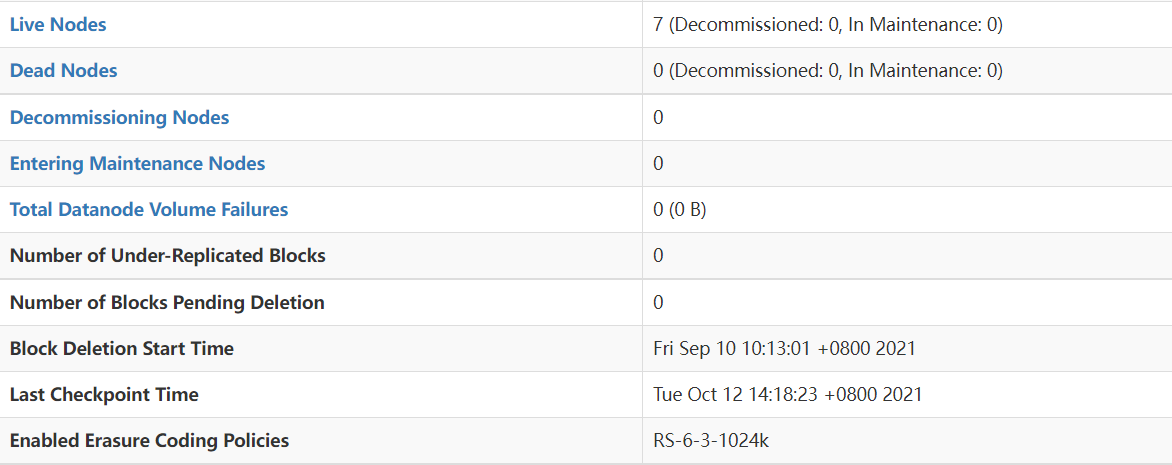 Live Nodes 7 (Decommissioned: 0, In Maintenance: 0)
Dead Nodes 0 (Decommissioned: 0, In Maintenance: 0)
Decommissioning Nodes 0
Entering Maintenance Nodes 0
Total Datanode Volume Failures 0 (0 B)
Number of Under-Replicated Blocks 0
Number of Blocks Pending Deletion 0
Block Deletion Start Time Fri Sep 10 10:13:01 +0800 2021
Last Checkpoint Time Tue Oct 12 14:18:23 +0800 2021
Enabled Erasure Coding Policies RS-6-3-1024k